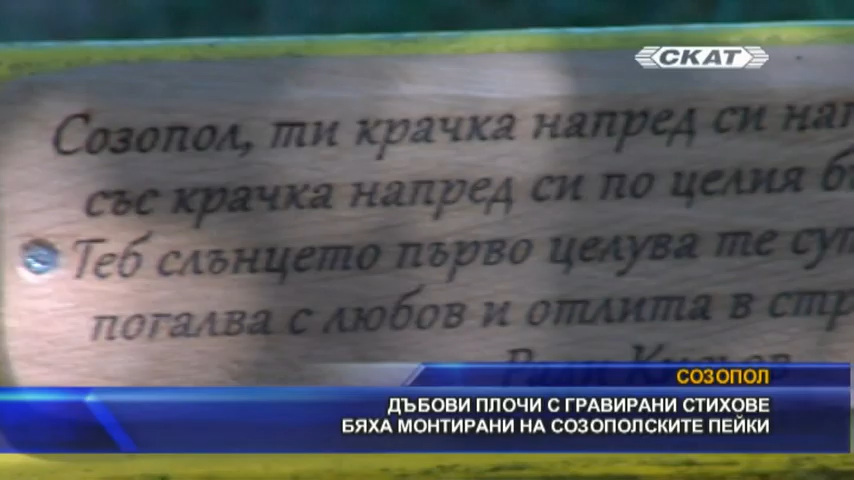 СКАТ
Созопол, ти крачка напред си
със крачка напред си по целия
Теб слънцето първо целува те
погалва с любов и отлита в
СОЗОПОЛ
ДЪБОВИ ПЛОЧИ С ГРАВИРАНИ СТИХОВЕ
БЯХА МОНТИРАНИ НА СОЗОПОЛСКИТЕ ПЕЙКИ